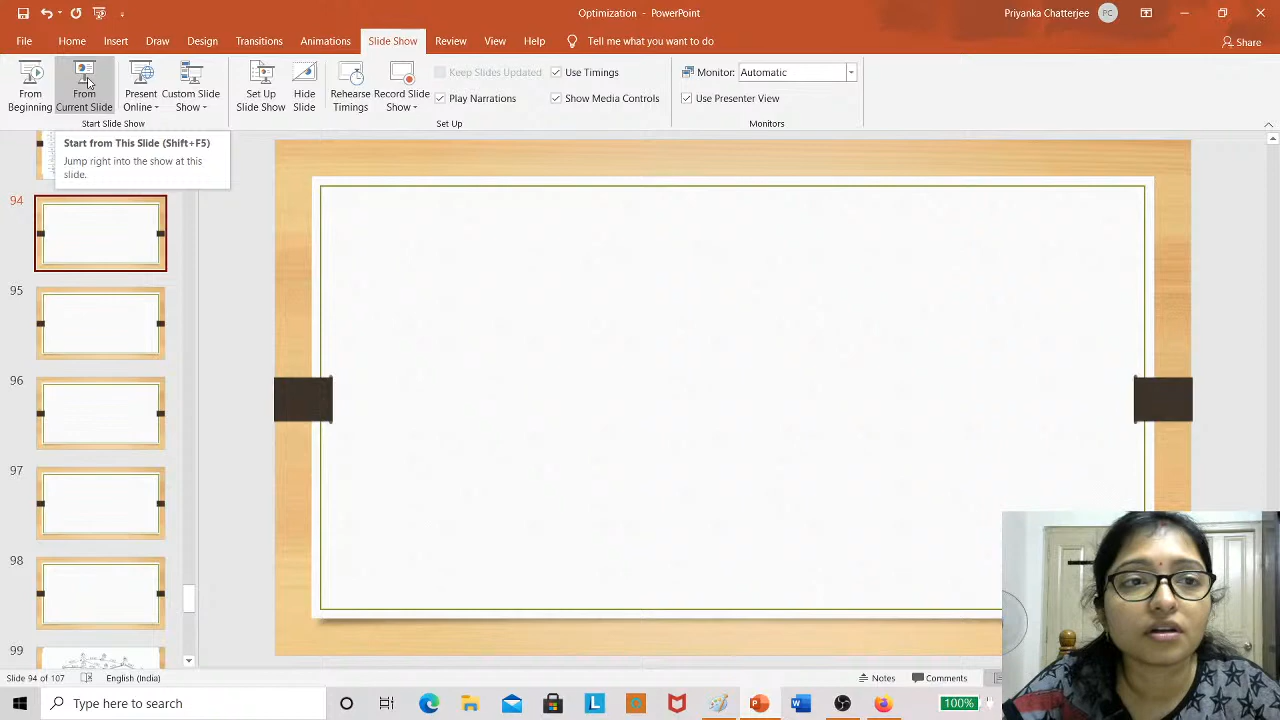 Optimization - PowerPoint
Priyanka Chatterjee
PC
File
Home
Insert
Draw
Design
Transitions
Animations
Slide Show
Review
View
Help
Tell me what you want to do
Share
From
Beginning
From
Current Slide
Present
Online
Custom Slide
Show
Set Up
Slide Show
Hide
Slide
Rehearse
Timings
Record Slide
Show
Keep Slides Updated
Play Narrations
Use Timings
Show Media Controls
Monitor:
Automatic
Use Presenter View
Start Slide Show
Set Up
Monitors
Start from This Slide (Shift+F5)
Jump right into the show at this
slide.
94
95
96
97
98
99
Slide 94 of 107
English (India)
Notes
Comments
Type here to search
100%